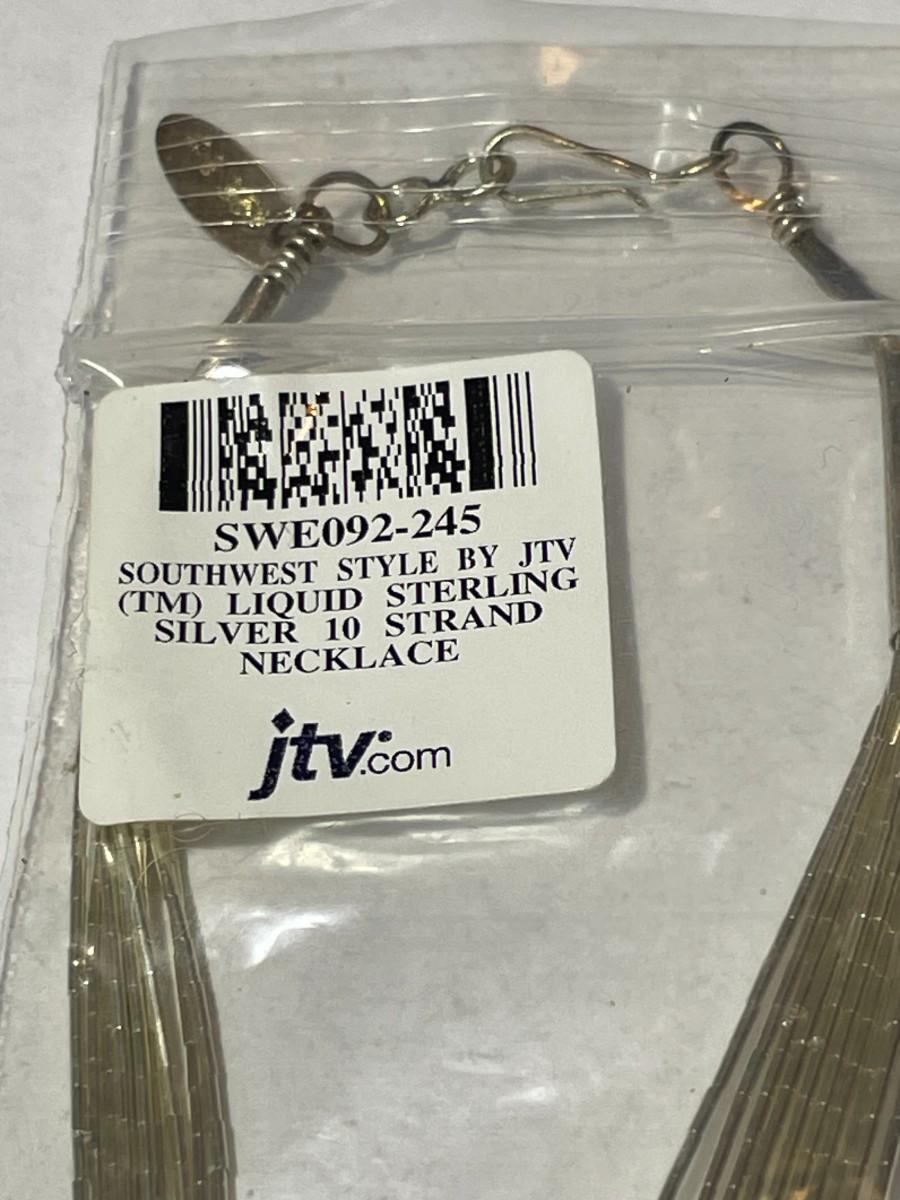 SWE092-245
SOUTHWEST STYLE BY JTV
(TM) LIQUID STERLING
SILVER 10 STRAND
NECKLACE
jtv.com